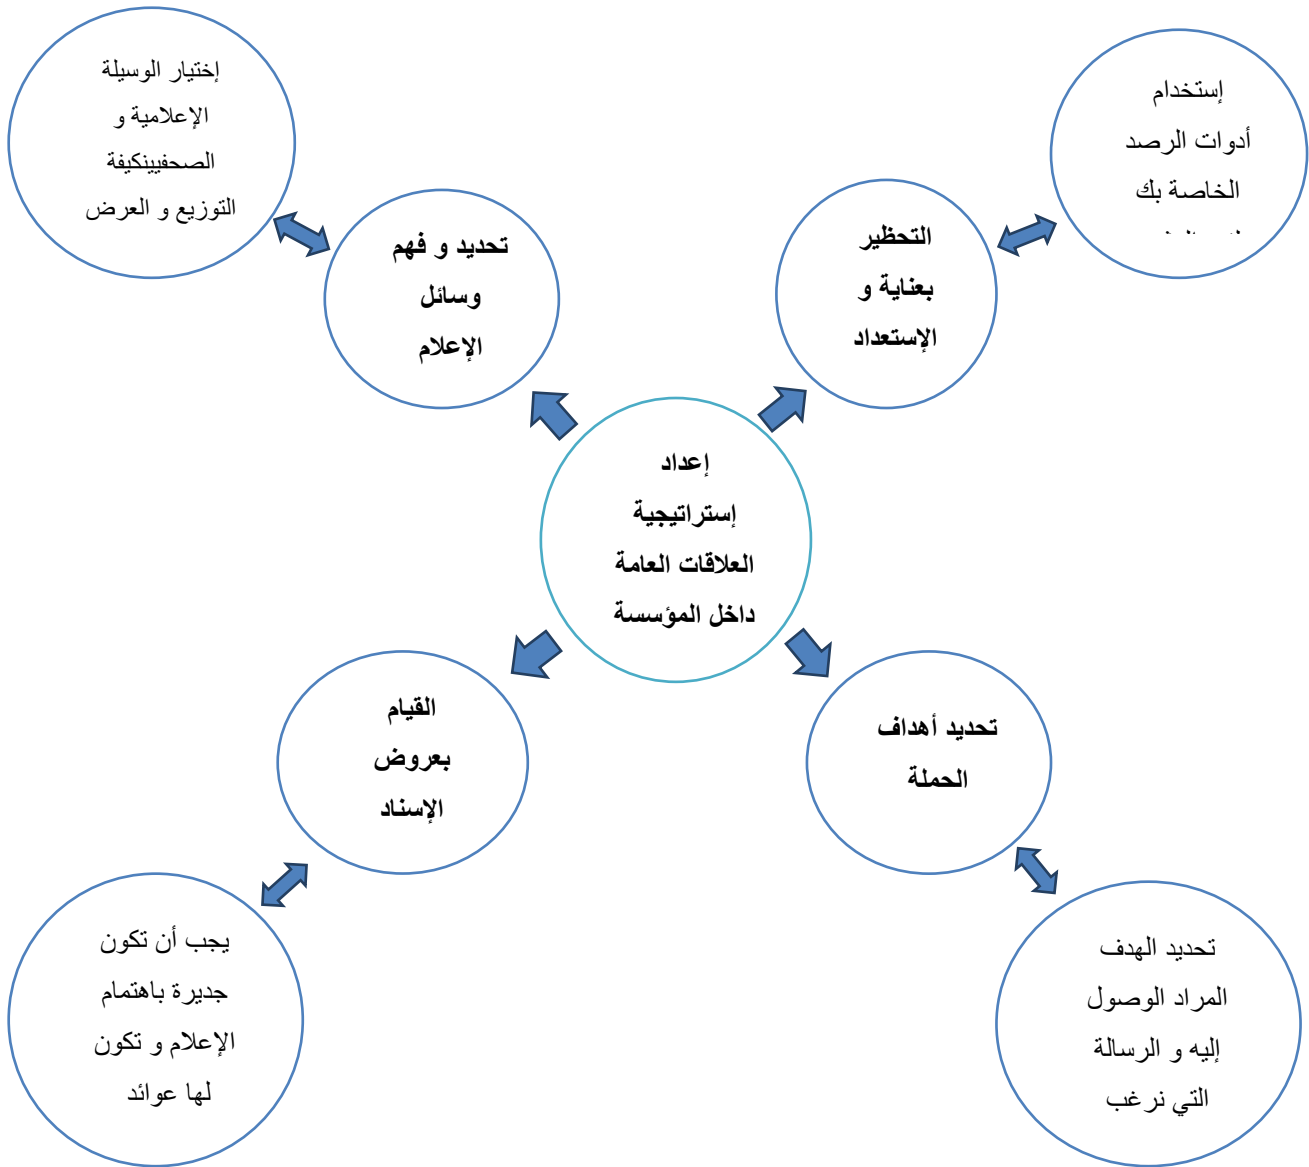 إستخدام
أدوات الرصد
الخاصة بك
إختيار الوسيلة
الإعلامية و
الصحفيينكيفة
التوزيع و العرض
التحظير
بعناية و
الإستعداد
تحديد و فهم
وسائل
الإعلام
إعداد
إستراتيجية
العلاقات العامة
داخل المؤسسة
تحديد أهداف
الحملة
القيام
بعروض
الإسناد
تحديد الهدف
المراد الوصول
إليه و الرسالة
التي نرغب
يجب أن تكون
جديرة باهتمام
الإعلام و تكون
لها عوائد